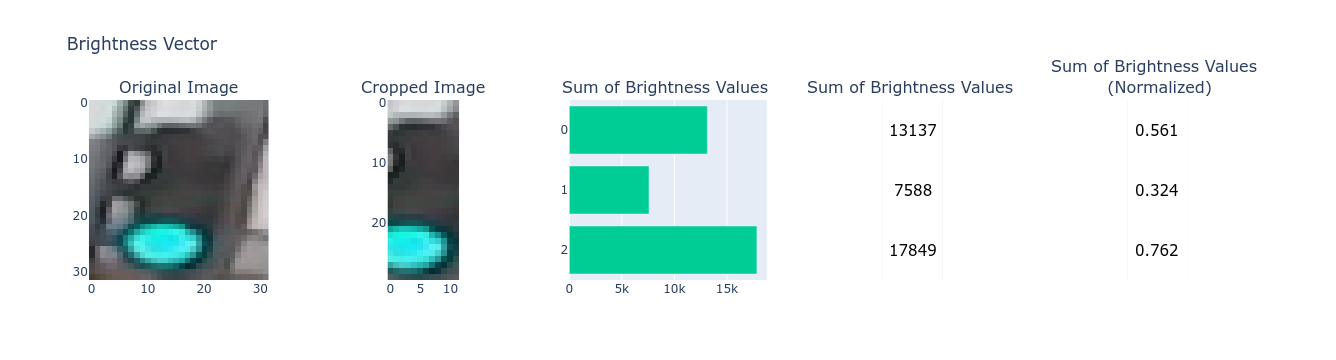 Brightness Vector
Original Image
0
10
20
30
0 10 20 30
Cropped Image
0
10
20
0 5 10
Sum of Brightness Values
0
1
2
0 5k 10k 15k
Sum of Brightness Values
13137
7588
17849
Sum of Brightness Values
(Normalized)
0.561
0.324
0.762